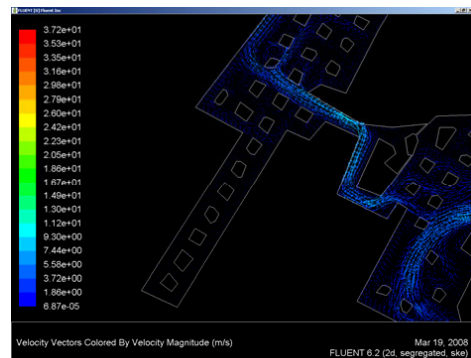 FLUENT [0] Fluent Inc
3.72e+01
3.53e+01
3.35e+01
3.16e+01
2.98e+01
2.79e+01
2.60e+01
2.42e+01
2.23e+01
2.05e+01
1.86e+01
1.67e+01
1.49e+01
1.30e+01
1.12e+01
9.30e+00
7.44e+00
5.58e+00
3.72e+00
1.86e+00
6.87e-05
Velocity Vectors Colored By Velocity Magnitude (m/s)
Mar 19, 2008
FLUENT 6.2 (2d, segregated, ske)